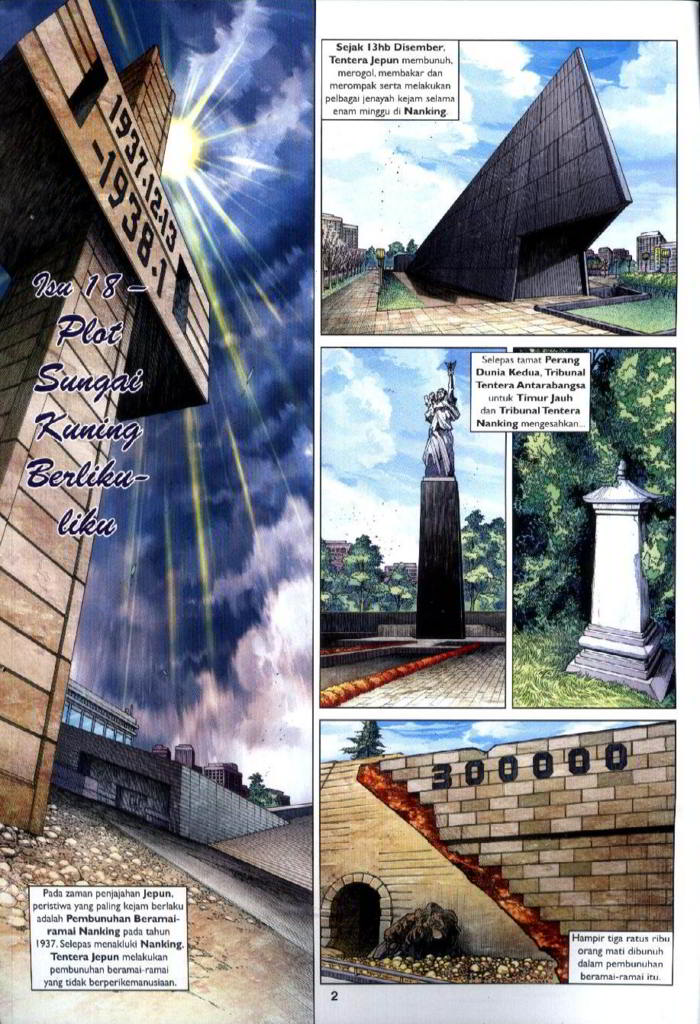 1937.12.13
-1938.1
Isu 18 –
Plot
Sungai
Kuning
Berliku-
liku
Pada zaman penjajahan Jepun,
peristiwa yang paling kejam berlaku
adalah Pembunuhan Beramai-
ramai Nanking pada tahun
1937. Selepas menakluki Nanking,
Tentera Jepun melakukan
pembunuhan beramai-ramai
yang tidak berperikemanusiaan.
Sejak 13hb Disember,
Tentera Jepun membunuh,
merogol, membakar dan
merompak serta melakukan
pelbagai jenayah kejam selama
enam minggu di Nanking.
Selepas tamat Perang
Dunia Kedua, Tribunal
Tentera Antarabangsa
untuk Timur Jauh
dan Tribunal Tentera
Nanking mengesahkan...
300000
Hampir tiga ratus ribu
orang mati dibunuh
dalam pembunuhan
beramai-ramai itu.
2